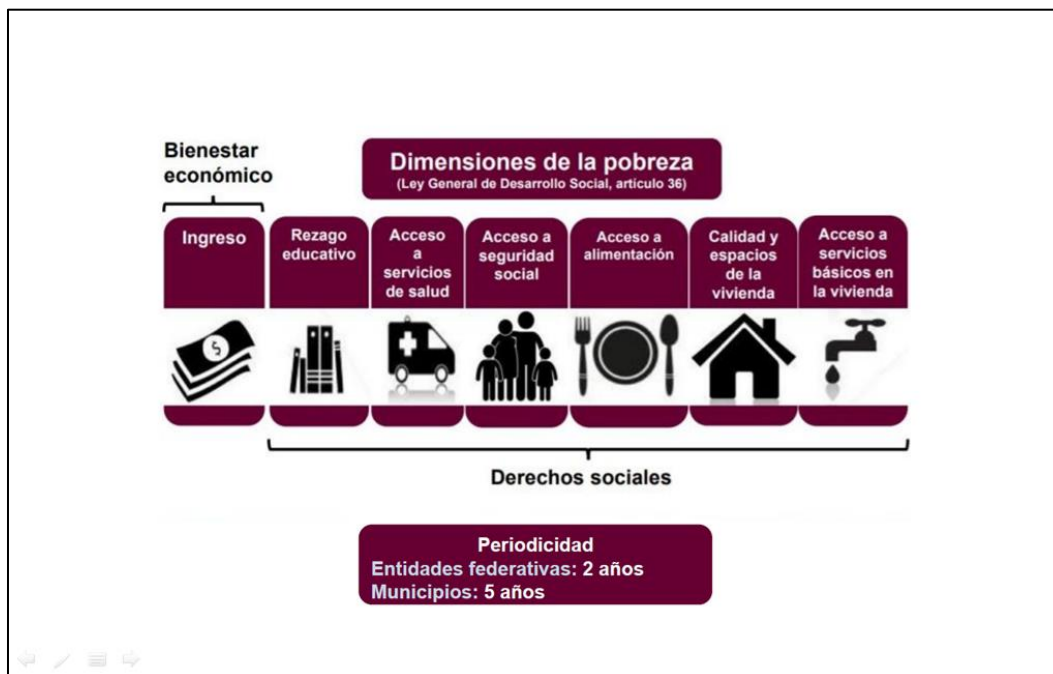 Bienestar
económico
Dimensiones de la pobreza
(Ley General de Desarrollo Social, artículo 36)
Ingreso
Rezago
educativo
Acceso
a
servicios
de salud
Acceso a
seguridad
social
Acceso a
alimentación
Calidad y
espacios
de la
vivienda
Acceso a
servicios
básicos en
la vivienda
$
Derechos sociales
Periodicidad
Entidades federativas: 2 años
Municipios: 5 años